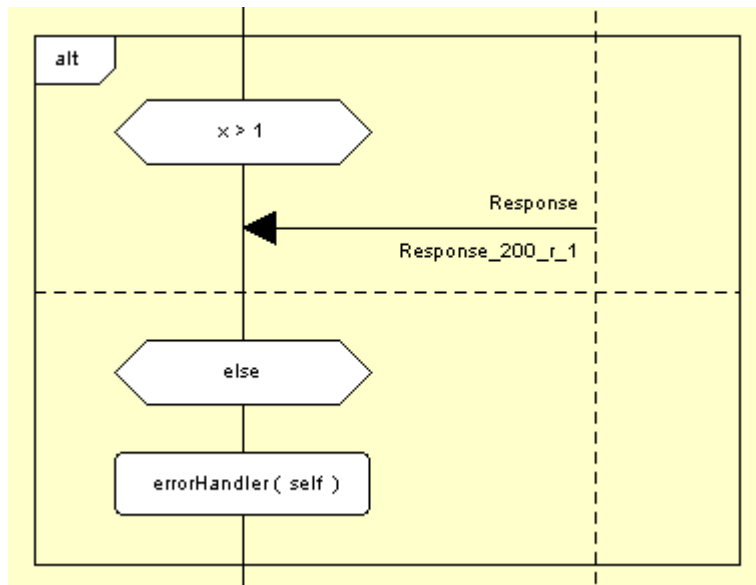 alt
x > 1
Response
Response_200_r_1
else
errorHandler ( self )